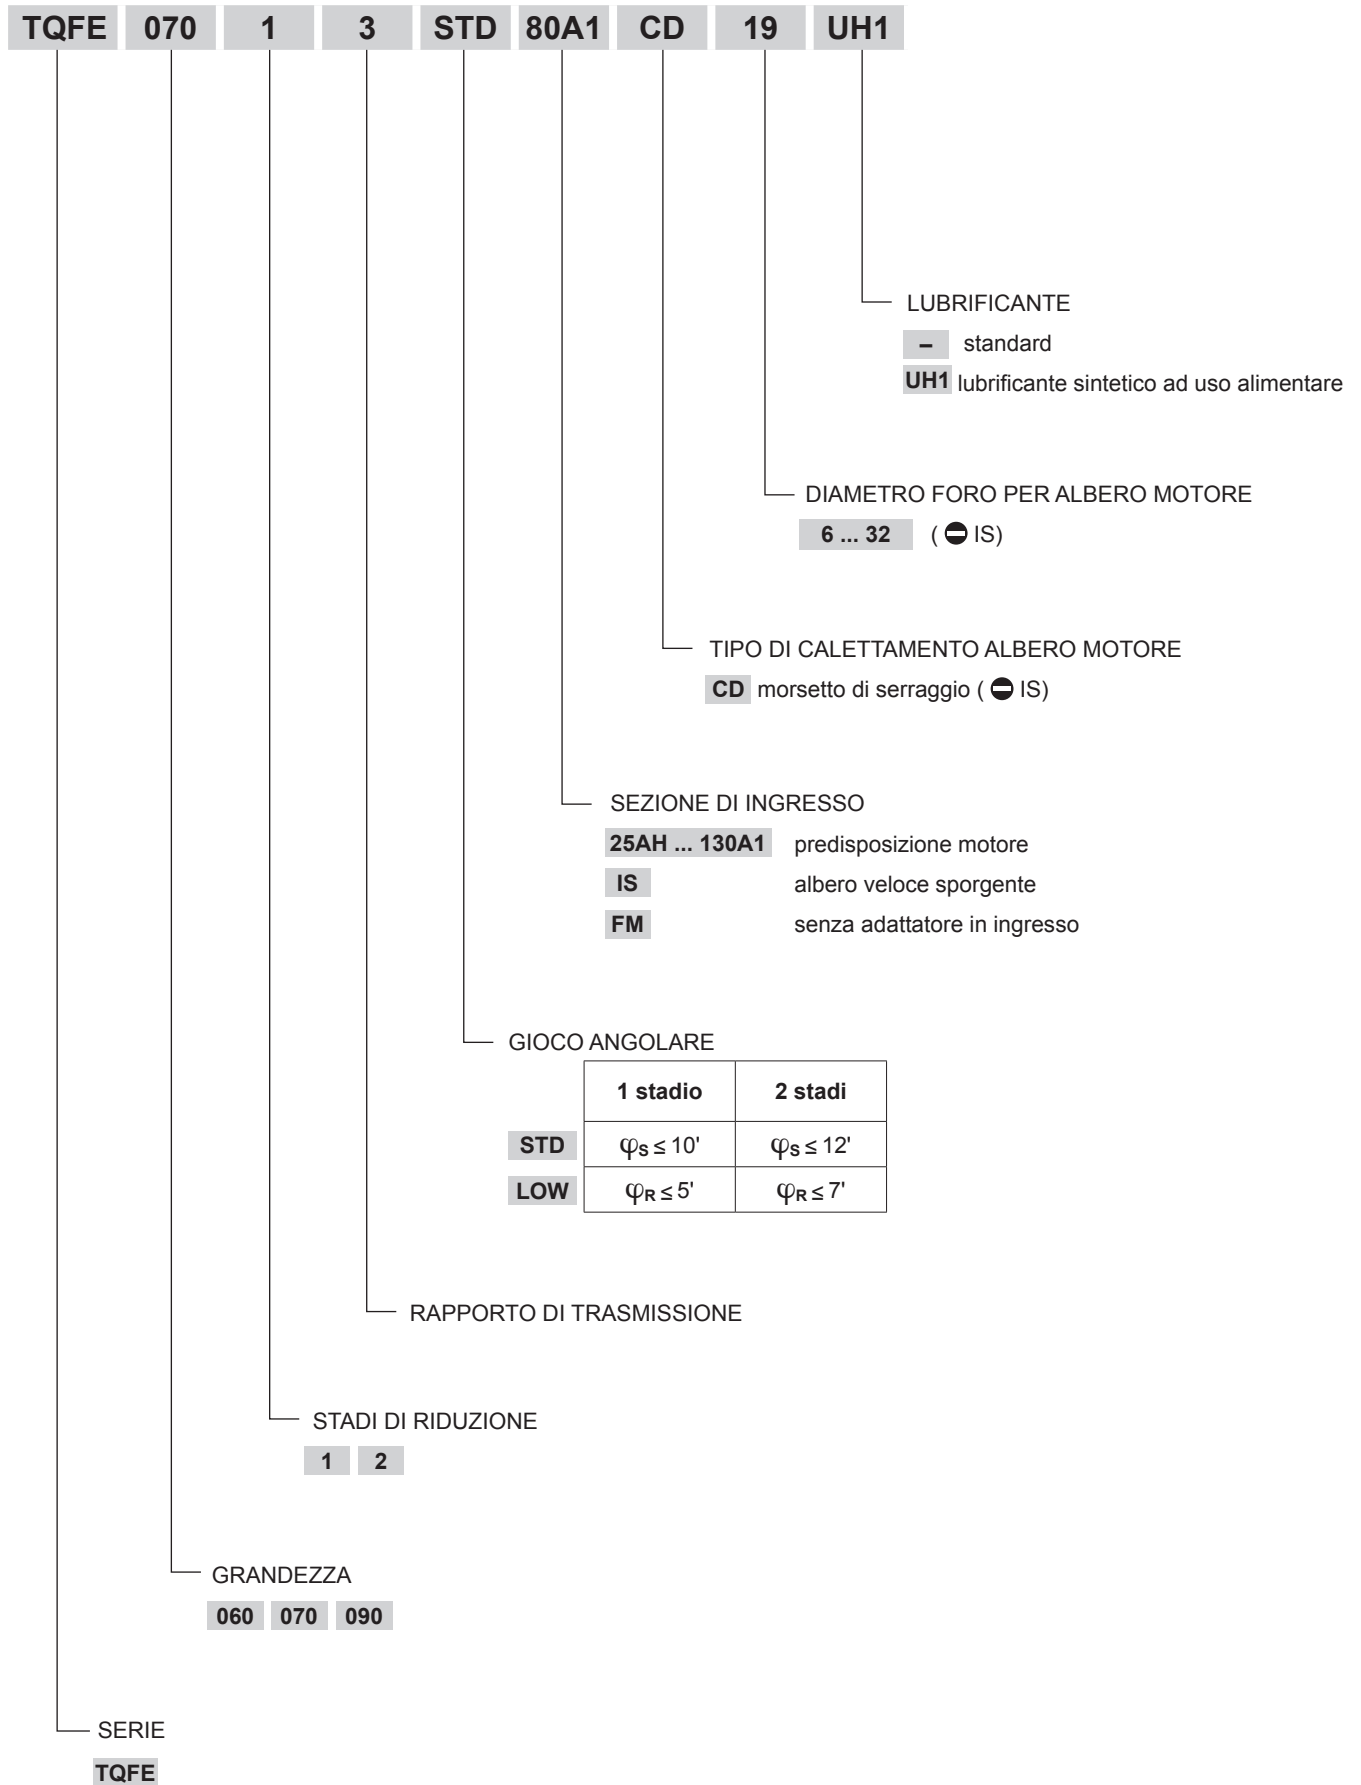 TQFE 070 1 3 STD 80A1 CD 19 UH1
LUBRIFICANTE
– standard
UH1 lubrificante sintetico ad uso alimentare
DIAMETRO FORO PER ALBERO MOTORE
6 ... 32 ( IS)
TIPO DI CALETTAMENTO ALBERO MOTORE
CD morsetto di serraggio ( IS)
SEZIONE DI INGRESSO
25AH ... 130A1 predisposizione motore
IS albero veloce sporgente
FM senza adattatore in ingresso
GIOCO ANGOLARE
1 stadio 2 stadi
STD φS ≤ 10' φS ≤ 12'
LOW φR ≤ 5' φR ≤ 7'
RAPPORTO DI TRASMISSIONE
STADI DI RIDUZIONE
1 2
GRANDEZZA
060 070 090
SERIE
TQFE